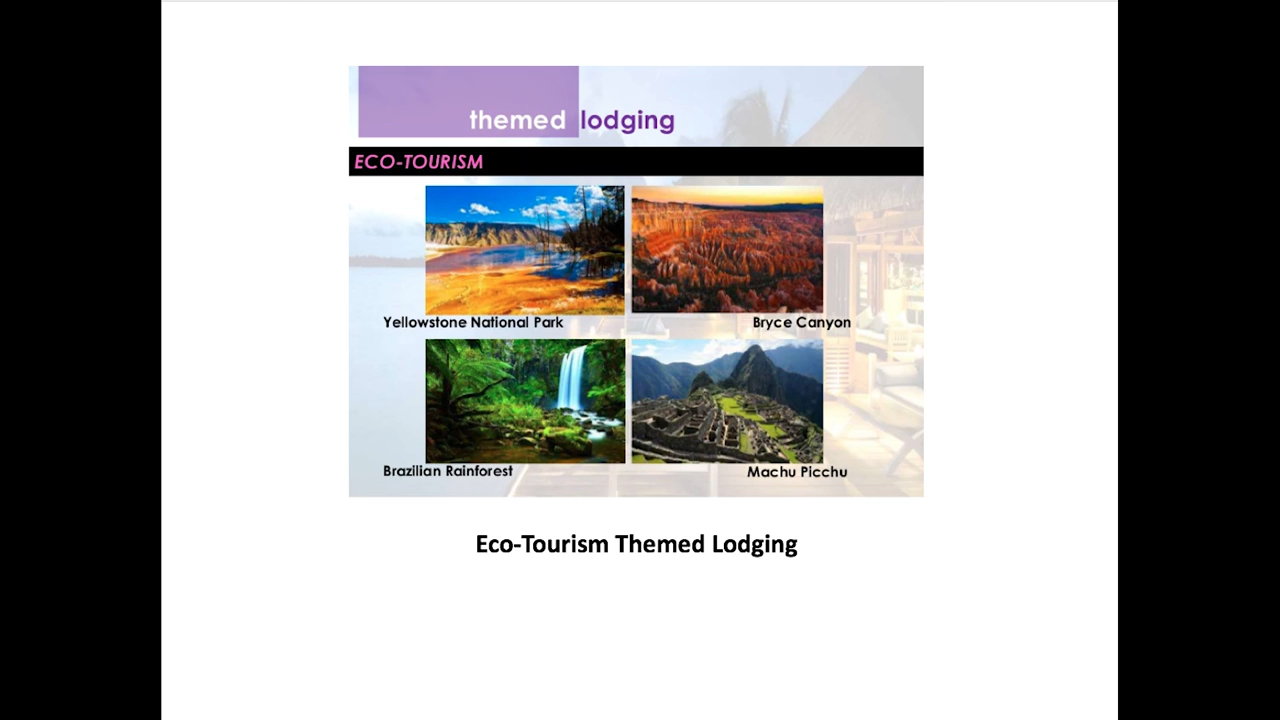 themed lodging
ECO-TOURISM
Yellowstone National Park
Bryce Canyon
Brazilian Rainforest
Machu Picchu
Eco-Tourism Themed Lodging